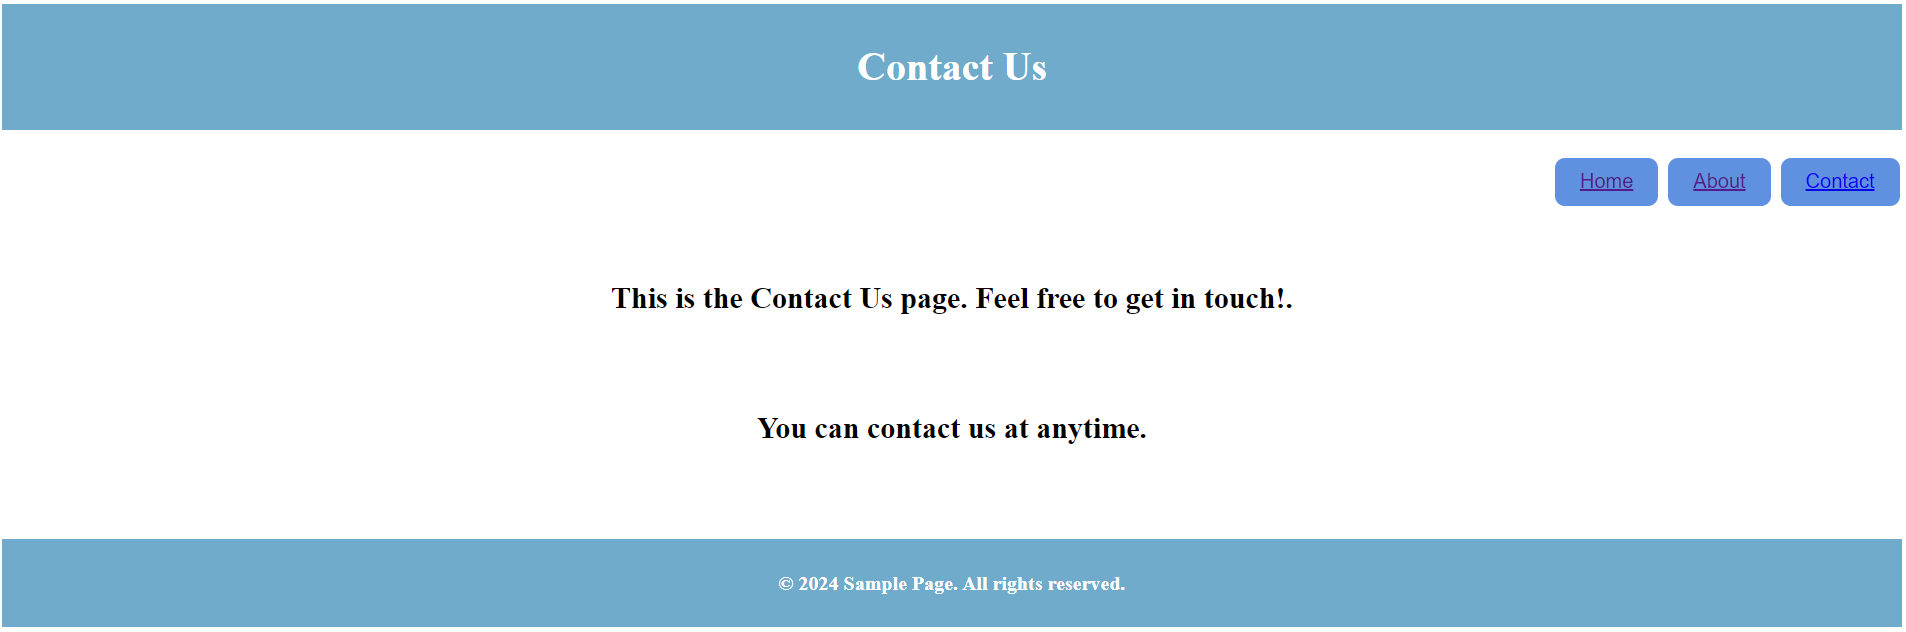 Contact Us
Home About Contact
This is the Contact Us page. Feel free to get in touch!.
You can contact us at anytime.
© 2024 Sample Page. All rights reserved.